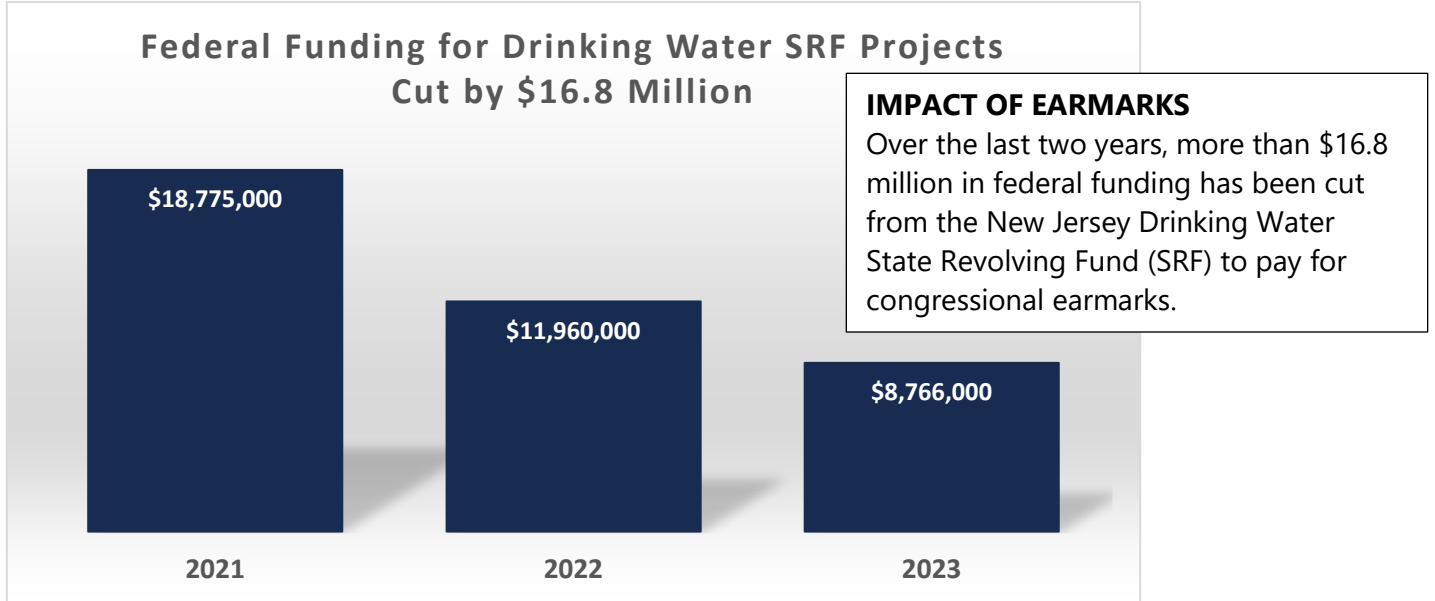 Federal Funding for Drinking Water SRF Projects
Cut by $16.8 Million
IMPACT OF EARMARKS
Over the last two years, more than $16.8
million in federal funding has been cut
from the New Jersey Drinking Water
State Revolving Fund (SRF) to pay for
congressional earmarks.
$18,775,000
$11,960,000
$8,766,000
2021
2022
2023